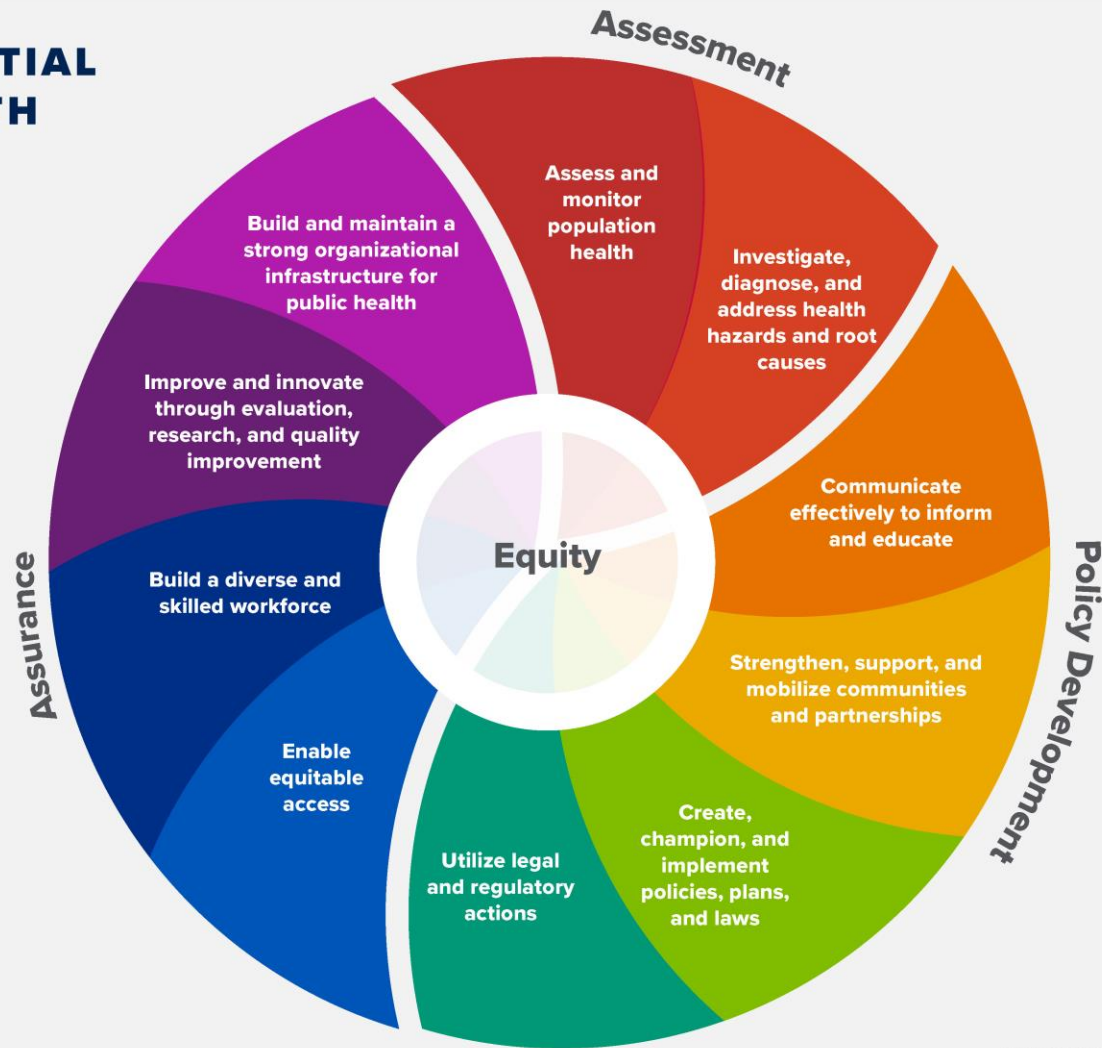 TIAL
TH
Assessment
Assess and
monitor
population
health
Investigate,
diagnose, and
address health
hazards and root
causes
Communicate
effectively to inform
and educate
Strengthen, support, and
mobilize communities
and partnerships
Create,
champion, and
implement
policies, plans,
and laws
Utilize legal
and regulatory
actions
Policy Development
Enable
equitable
access
Build a diverse and
skilled workforce
Improve and innovate
through evaluation,
research, and quality
improvement
Build and maintain a
strong organizational
infrastructure for
public health
Assurance
Equity